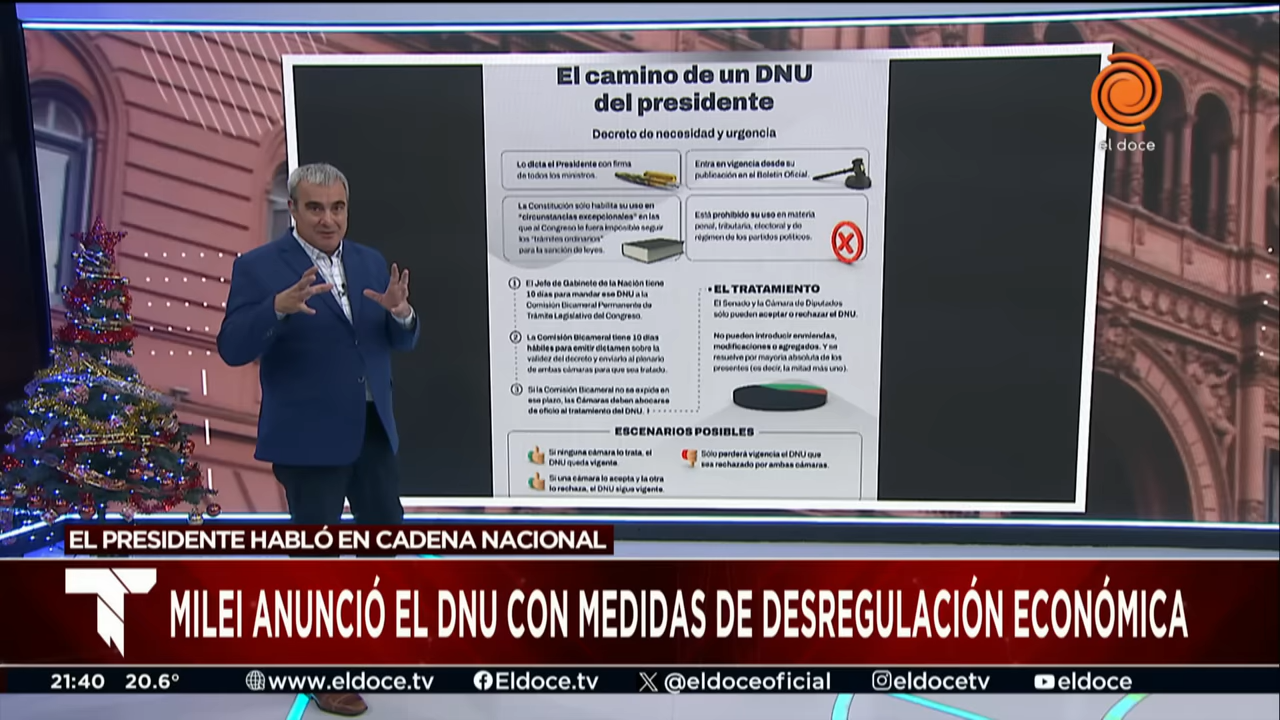 El camino de un DNU
del presidente
Decreto de necesidad y urgencia
Lo dicta el Presidente con firma
de todos los ministros.
Entra en vigencia desde su
publicación en el Boletín Oficial.
La Constitución sólo habilita su uso en
"circunstancias excepcionales" en las
que al Congreso le fuera imposible seguir
los "trámites ordinarios"
para la sanción de leyes.
Está prohibido su uso en materia
penal, tributaria, electoral y de
régimen de los partidos políticos.
1 El Jefe de Gabinete de la Nación tiene
10 días para mandar ese DNU a la
Comisión Bicameral Permanente de
Trámite Legislativo del Congreso.
2 La Comisión Bicameral tiene 10 días
hábiles para emitir dictamen sobre la
validez del decreto y enviarlo al plenario
de ambas cámaras para que sea tratado.
3 Si la Comisión Bicameral no se expide en
ese plazo, las Cámaras deben abocarse
de oficio al tratamiento del DNU.
• EL TRATAMIENTO
El Senado y la Cámara de Diputados
sólo pueden aceptar o rechazar el DNU.
No pueden introducir enmiendas,
modificaciones o agregados. Y se
resuelve por mayoría absoluta de los
presentes (es decir, la mitad más uno).
ESCENARIOS POSIBLES
Si ninguna cámara lo trata, el
DNU queda vigente.
Si una cámara lo acepta y la otra
lo rechaza, el DNU sigue vigente.
Sólo perderá vigencia el DNU que
sea rechazado por ambas cámaras.
el doce
EL PRESIDENTE HABLÓ EN CADENA NACIONAL
T
MILEI ANUNCIÓ EL DNU CON MEDIDAS DE DESREGULACIÓN ECONÓMICA
21:40 20.6° www.eldoce.tv Eldoce.tv @eldoceoficial eldocetv eldoce